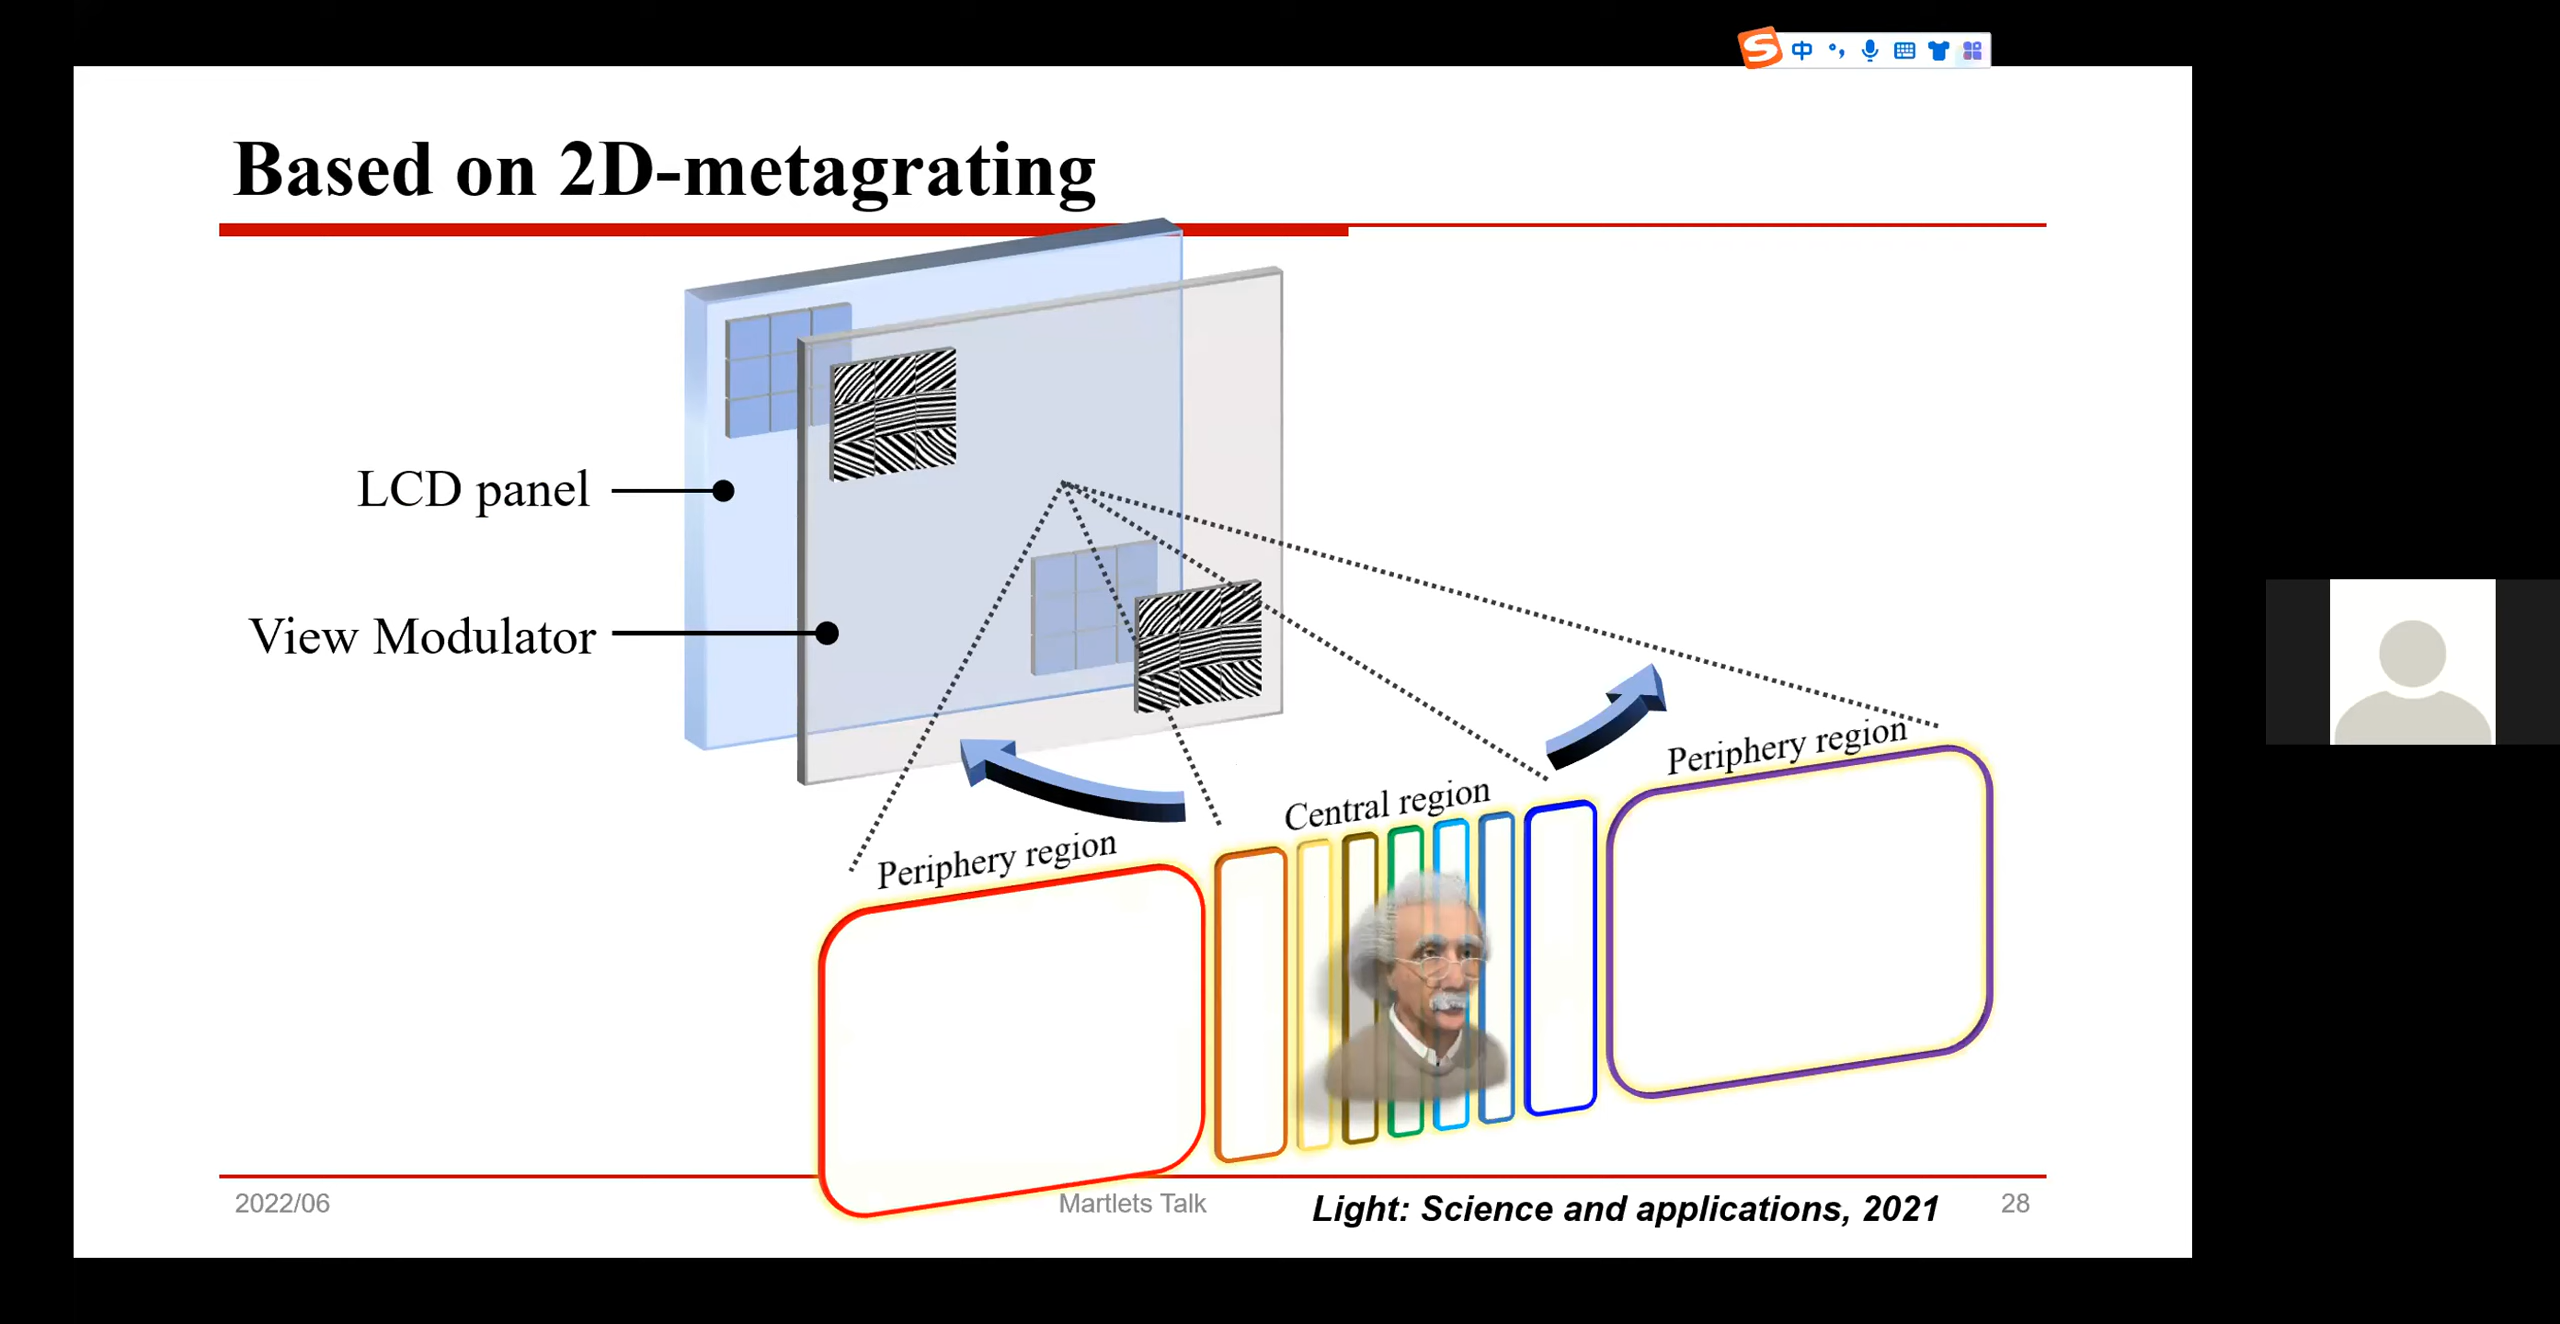 中
Based on 2D-metagrating
LCD panel
View Modulator
Periphery region
Central region
Periphery region
2022/06
Martlets Talk
Light: Science and applications, 2021
28